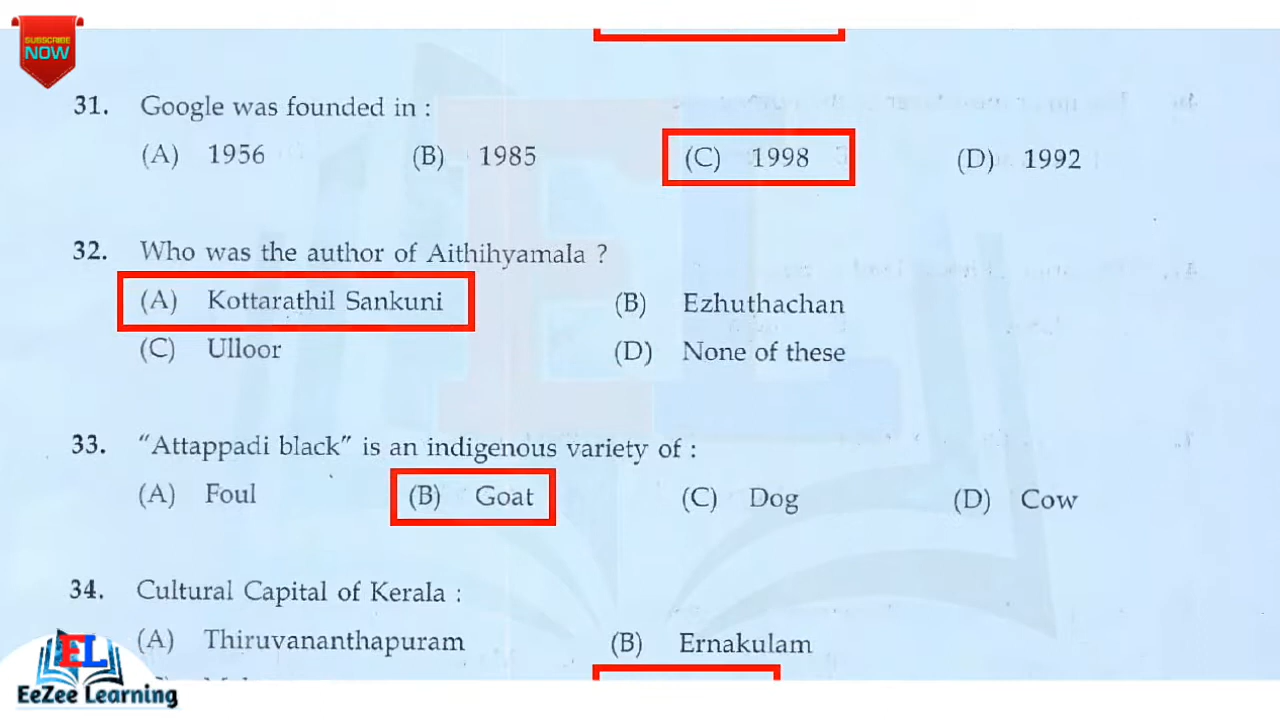 SUBSCRIBE
NOW
31. Google was founded in :
(A) 1956 (B) 1985 (C) 1998 (D) 1992
32. Who was the author of Aithihyamala ?
(A) Kottarathil Sankuni (B) Ezhuthachan
(C) Ulloor (D) None of these
33. "Attappadi black" is an indigenous variety of :
(A) Foul (B) Goat (C) Dog (D) Cow
34. Cultural Capital of Kerala :
(A) Thiruvananthapuram (B) Ernakulam
EL
EeZee Learning